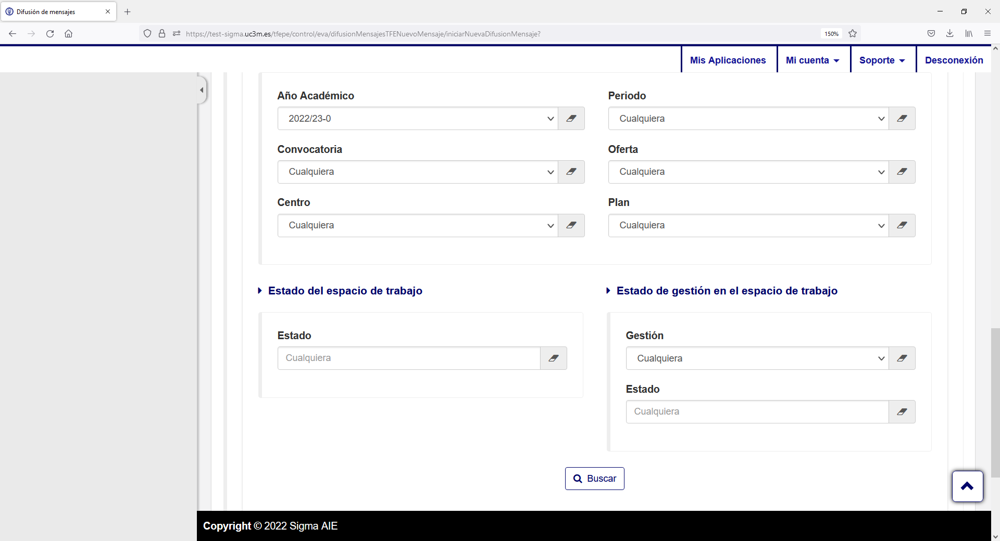 Difusión de mensajes
https://test-sigma.uc3m.es/tfepe/control/eva/difusionMensajesTFENuevoMensaje/iniciarNuevaDifusionMensaje?
150%
Mis Aplicaciones
Mi cuenta
Soporte
Desconexión
Año Académico
Periodo
2022/23-0
Cualquiera
Convocatoria
Oferta
Cualquiera
Cualquiera
Centro
Plan
Cualquiera
Cualquiera
Estado del espacio de trabajo
Estado de gestión en el espacio de trabajo
Estado
Gestión
Cualquiera
Cualquiera
Estado
Cualquiera
Buscar
Copyright © 2022 Sigma AIE